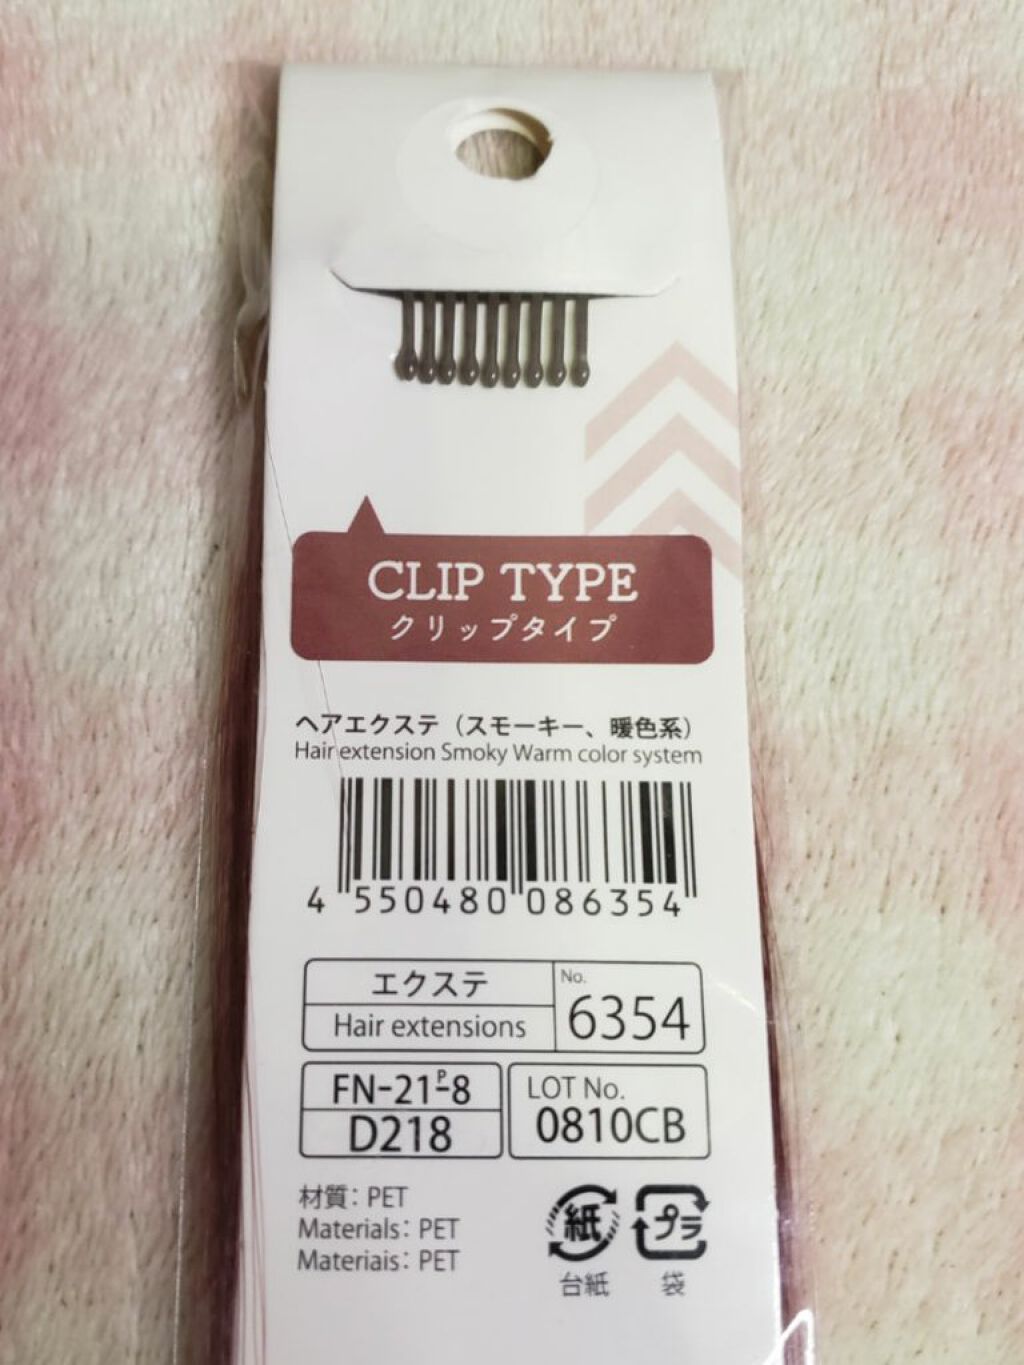 CLIP TYPE
クリップタイプ
ヘアエクステ（スモーキー、暖色系）
Hair extension Smoky Warm color system
4 550480 086354
エクステ
Hair extensions
No.
6354
FN-21-P-8
D218
LOT No.
0810CB
材質：PET
Materials：PET
Materiais：PET
紙
台紙
プラ
袋